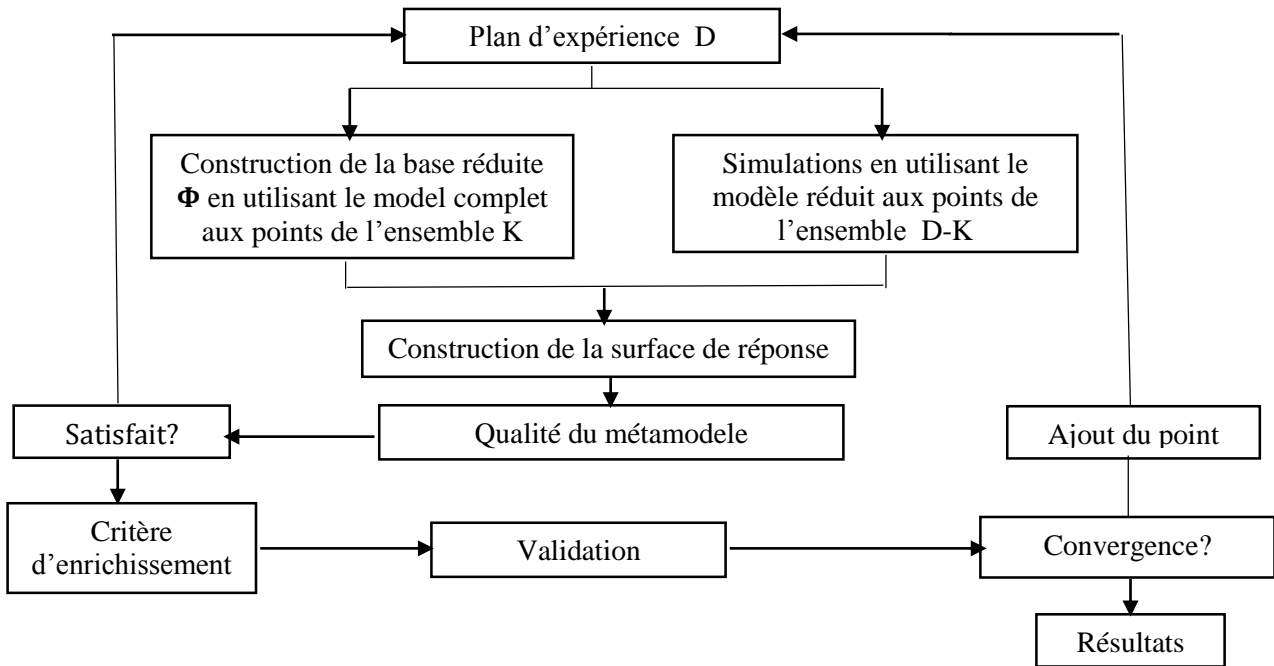 Plan d’expérience D
Construction de la base réduite
Φ en utilisant le model complet
aux points de l’ensemble K
Simulations en utilisant le
modèle réduit aux points de
l’ensemble D-K
Construction de la surface de réponse
Satisfait?
Qualité du métamodele
Ajout du point
Critère
d’enrichissement
Validation
Convergence?
Résultats